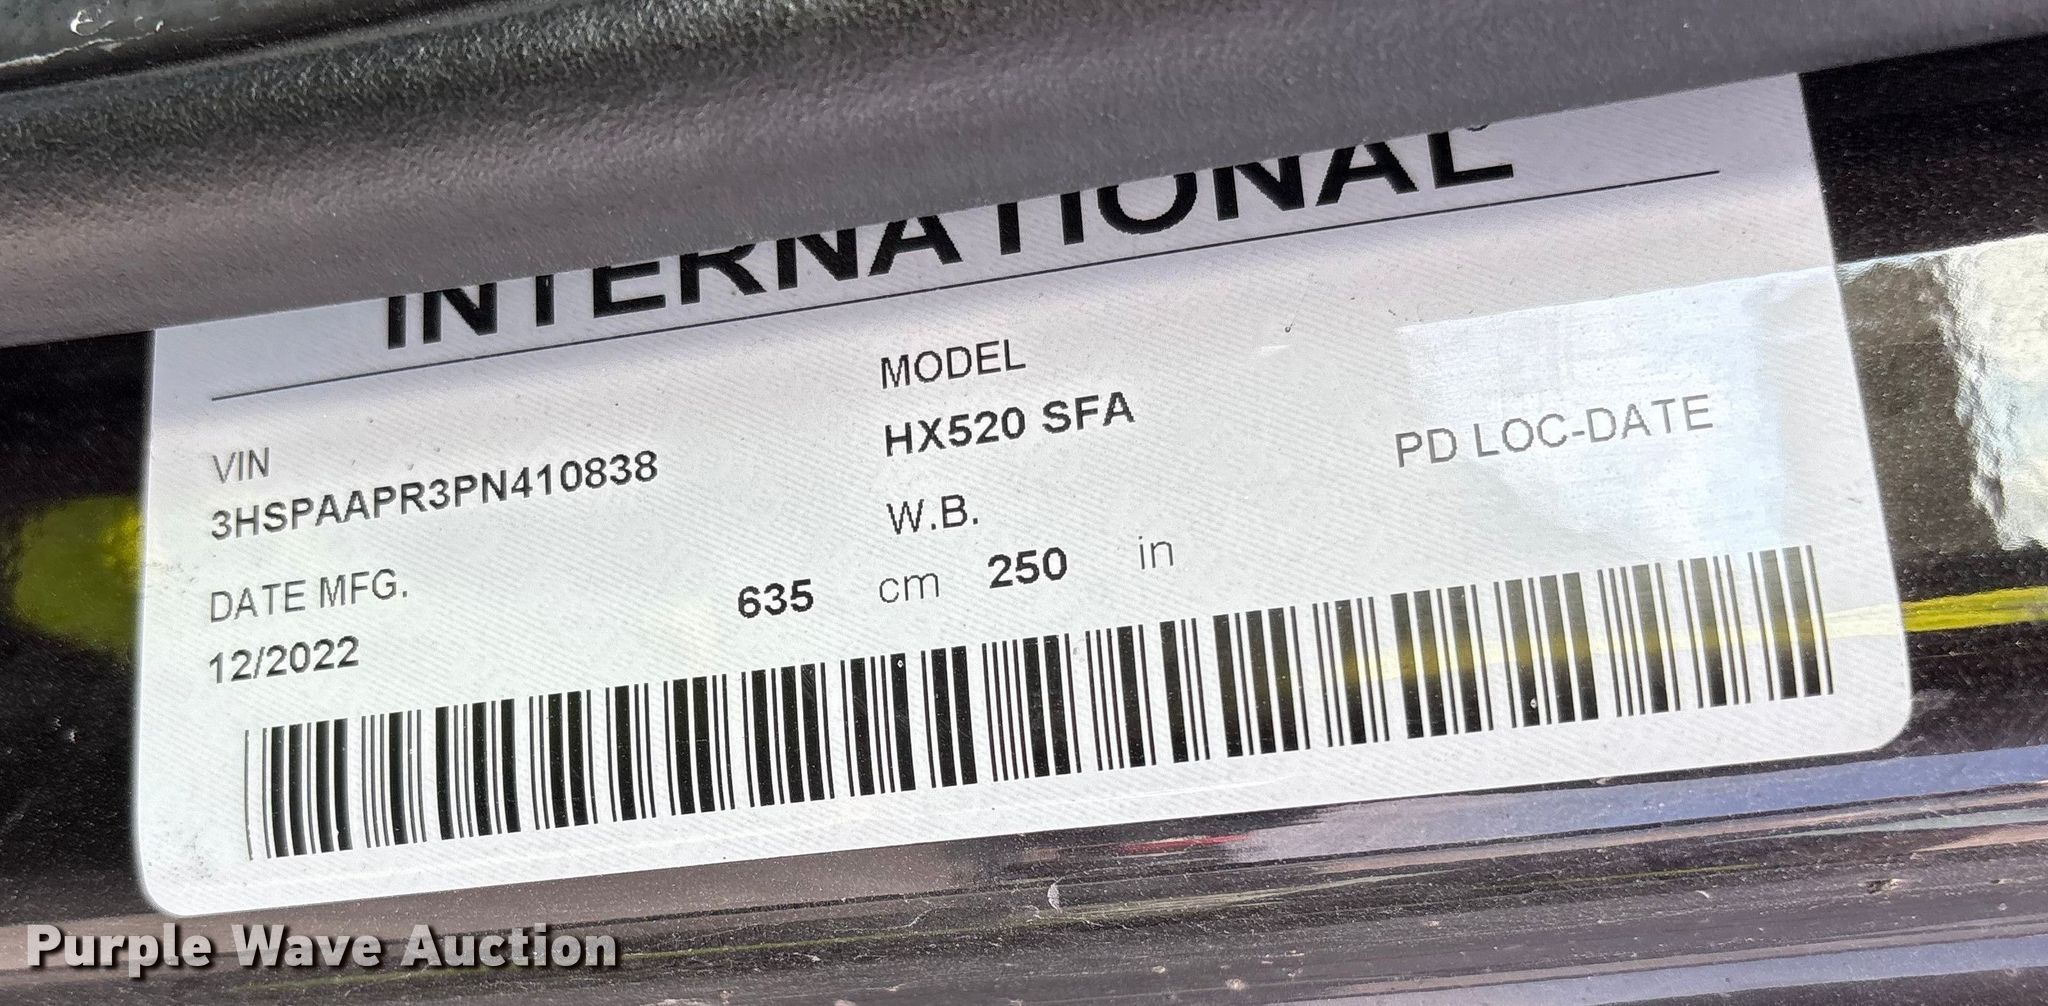 INTERNATIONAL®
VIN
3HSPAAPR3PN410838
MODEL
HX520 SFA
PD LOC-DATE
DATE MFG.
12/2022
W.B.
635 cm 250 in
Purple Wave Auction